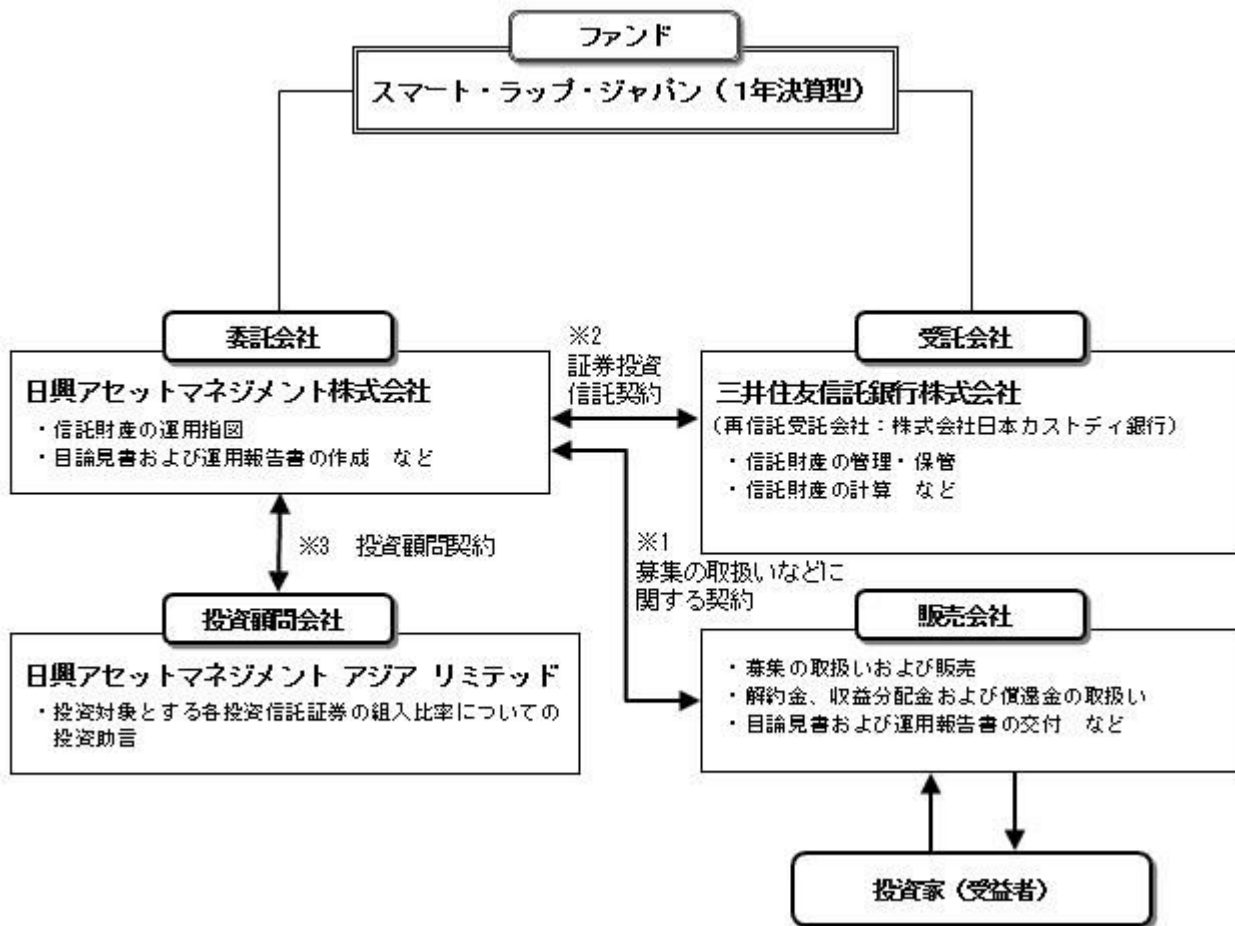 ファンド
スマート・ラップ・ジャパン（１年決算型）
委託会社
日興アセットマネジメント株式会社
・信託財産の運用指図
・目論見書および運用報告書の作成　など
※2
証券投資
信託契約
受託会社
三井住友信託銀行株式会社
（再信託受託会社：株式会社日本カストディ銀行）
・信託財産の管理・保管
・信託財産の計算　など
※3　投資顧問契約
※1
募集の取扱いなどに
関する契約
投資顧問会社
日興アセットマネジメント アジア リミテッド
・投資対象とする各投資信託証券の組入比率についての
投資助言
販売会社
・募集の取扱いおよび販売
・解約金、収益分配金および償還金の取扱い
・目論見書および運用報告書の交付　など
投資家（受益者）